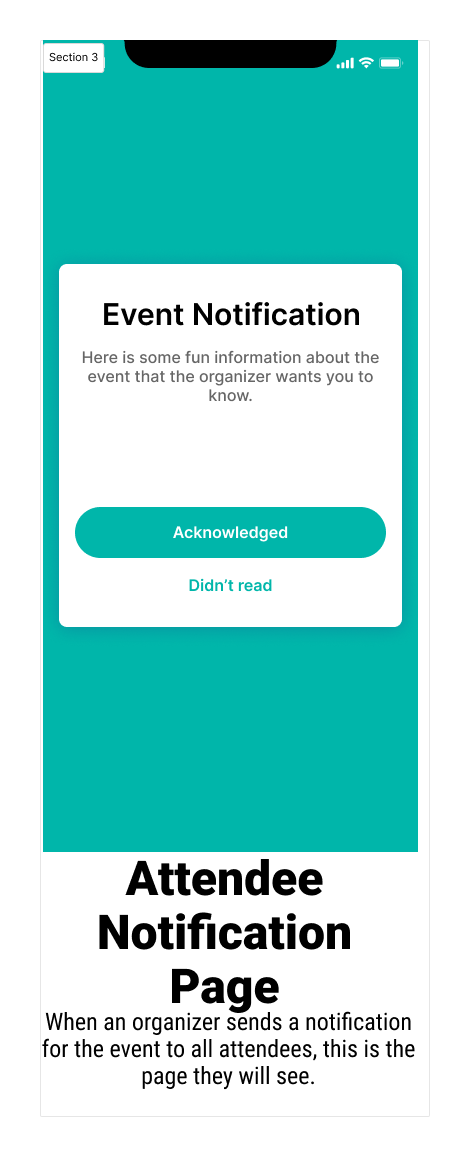 Section 3
Event Notification
Here is some fun information about the
event that the organizer wants you to
know.
Acknowledged
Didn’t read
Attendee
Notification
Page
When an organizer sends a notification
for the event to all attendees, this is the
page they will see.